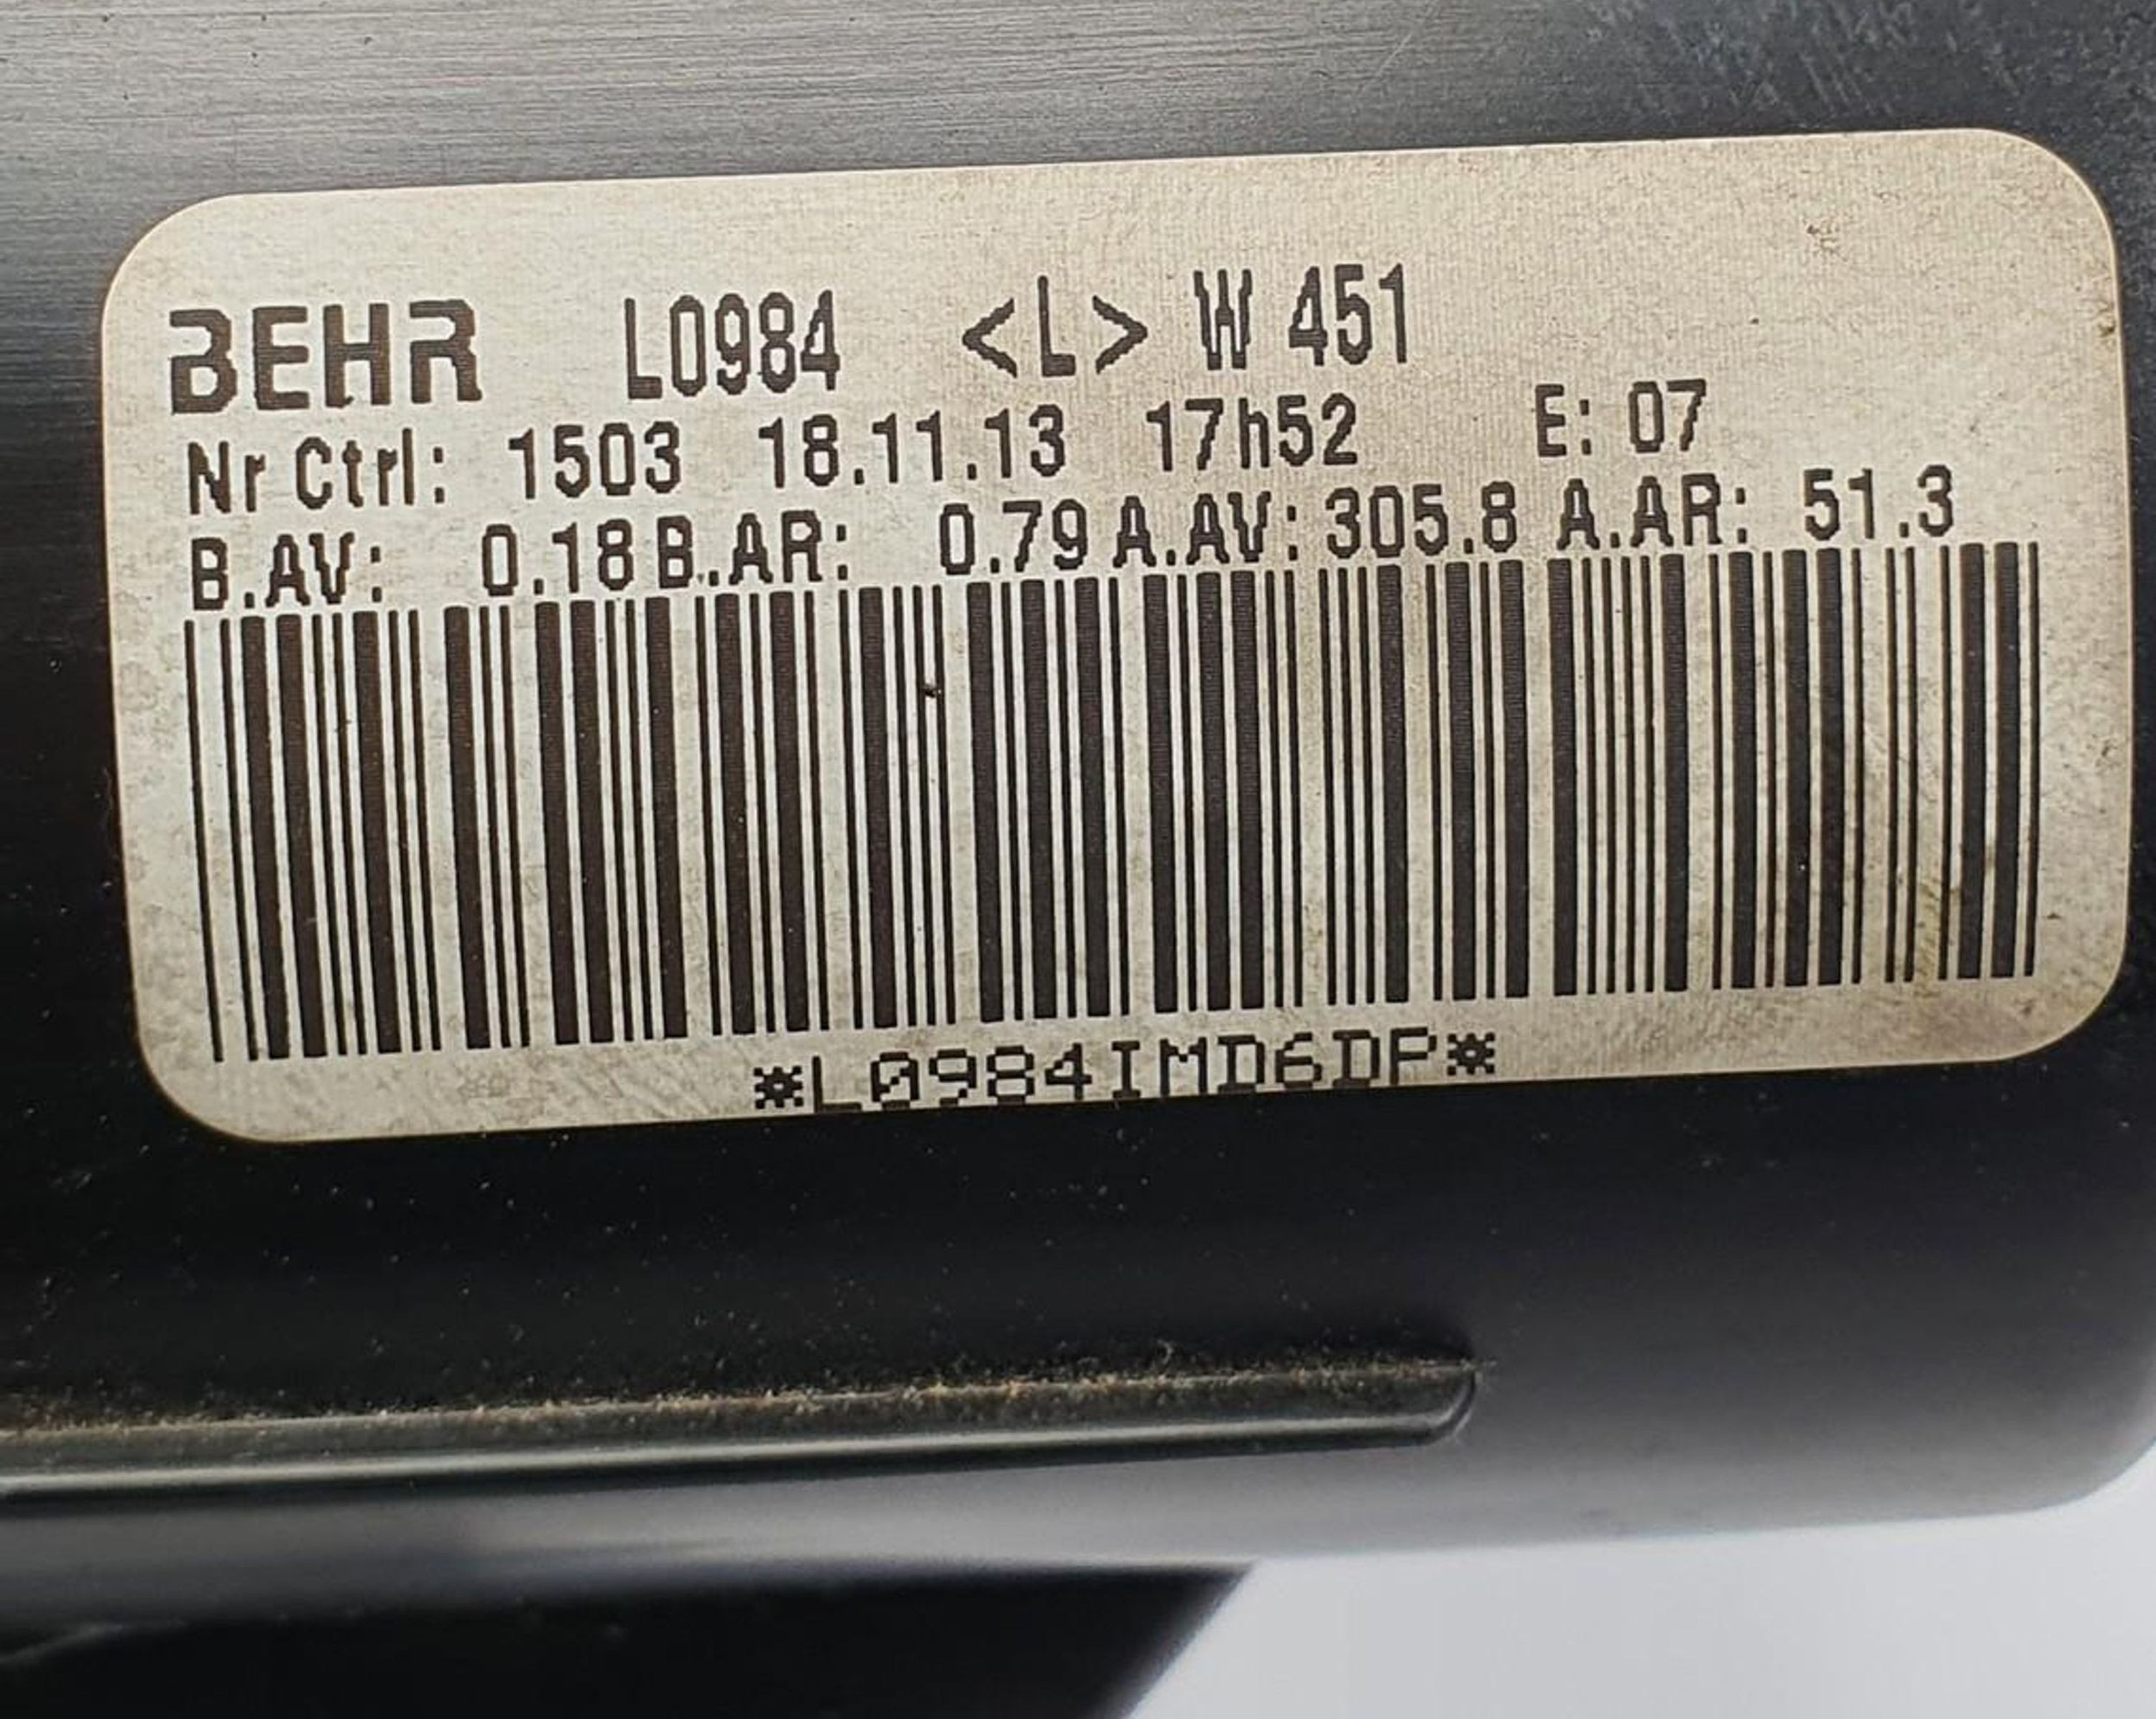 BEHR L0984 <L> W 451
Nr Ctrl: 1503 18.11.13 17h52 E: 07
B.AV: 0.18 B.AR: 0.79 A.AV: 305.8 A.AR: 51.3
*L0984IMD6DP*